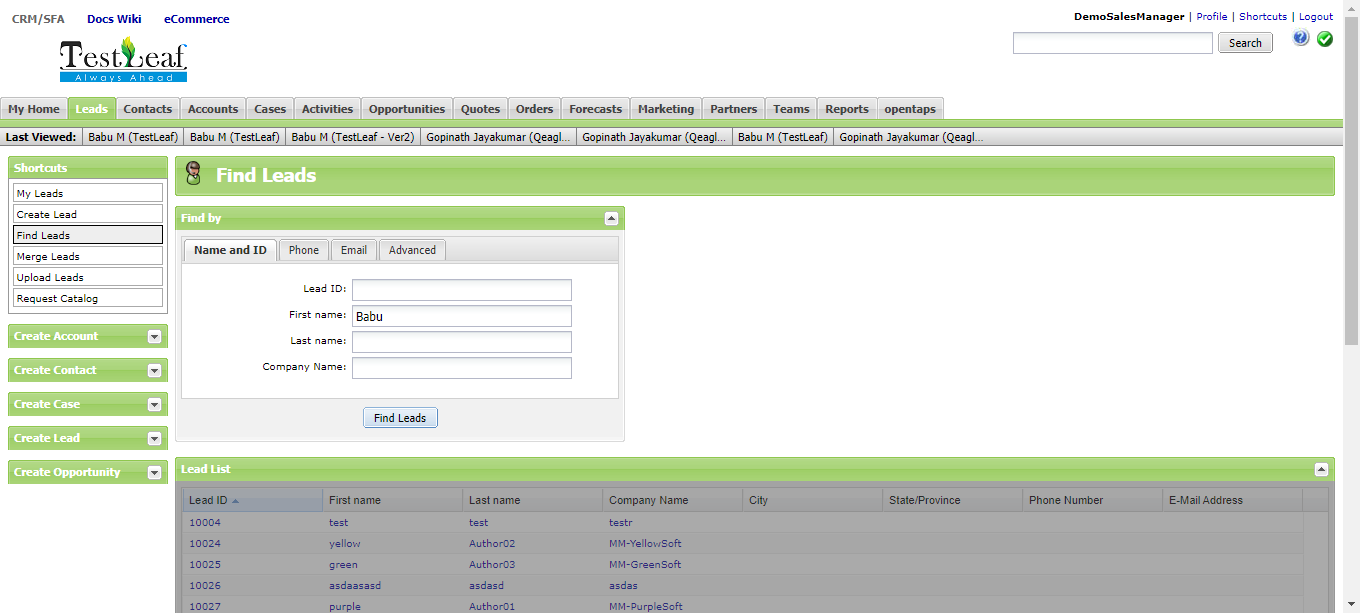 CRM/SFA Docs Wiki eCommerce
DemoSalesManager | Profile | Shortcuts | Logout
TestLeaf
Always Ahead
Search
My Home Leads Contacts Accounts Cases Activities Opportunities Quotes Orders Forecasts Marketing Partners Teams Reports opentaps
Last Viewed: Babu M (TestLeaf) Babu M (TestLeaf) Babu M (TestLeaf - Ver2) Gopinath Jayakumar (Qeagl... Gopinath Jayakumar (Qeagl... Babu M (TestLeaf) Gopinath Jayakumar (Qeagl...
Shortcuts
My Leads
Create Lead
Find Leads
Merge Leads
Upload Leads
Request Catalog
Create Account
Create Contact
Create Case
Create Lead
Create Opportunity
Find Leads
Find by
Name and ID Phone Email Advanced
Lead ID:
First name: Babu
Last name:
Company Name:
Find Leads
Lead List
Lead ID First name Last name Company Name City State/Province Phone Number E-Mail Address
10004 test test testr
10024 yellow Author02 MM-YellowSoft
10025 green Author03 MM-GreenSoft
10026 asdaasasd asdasd asdas
10027 purple Author01 MM-PurpleSoft